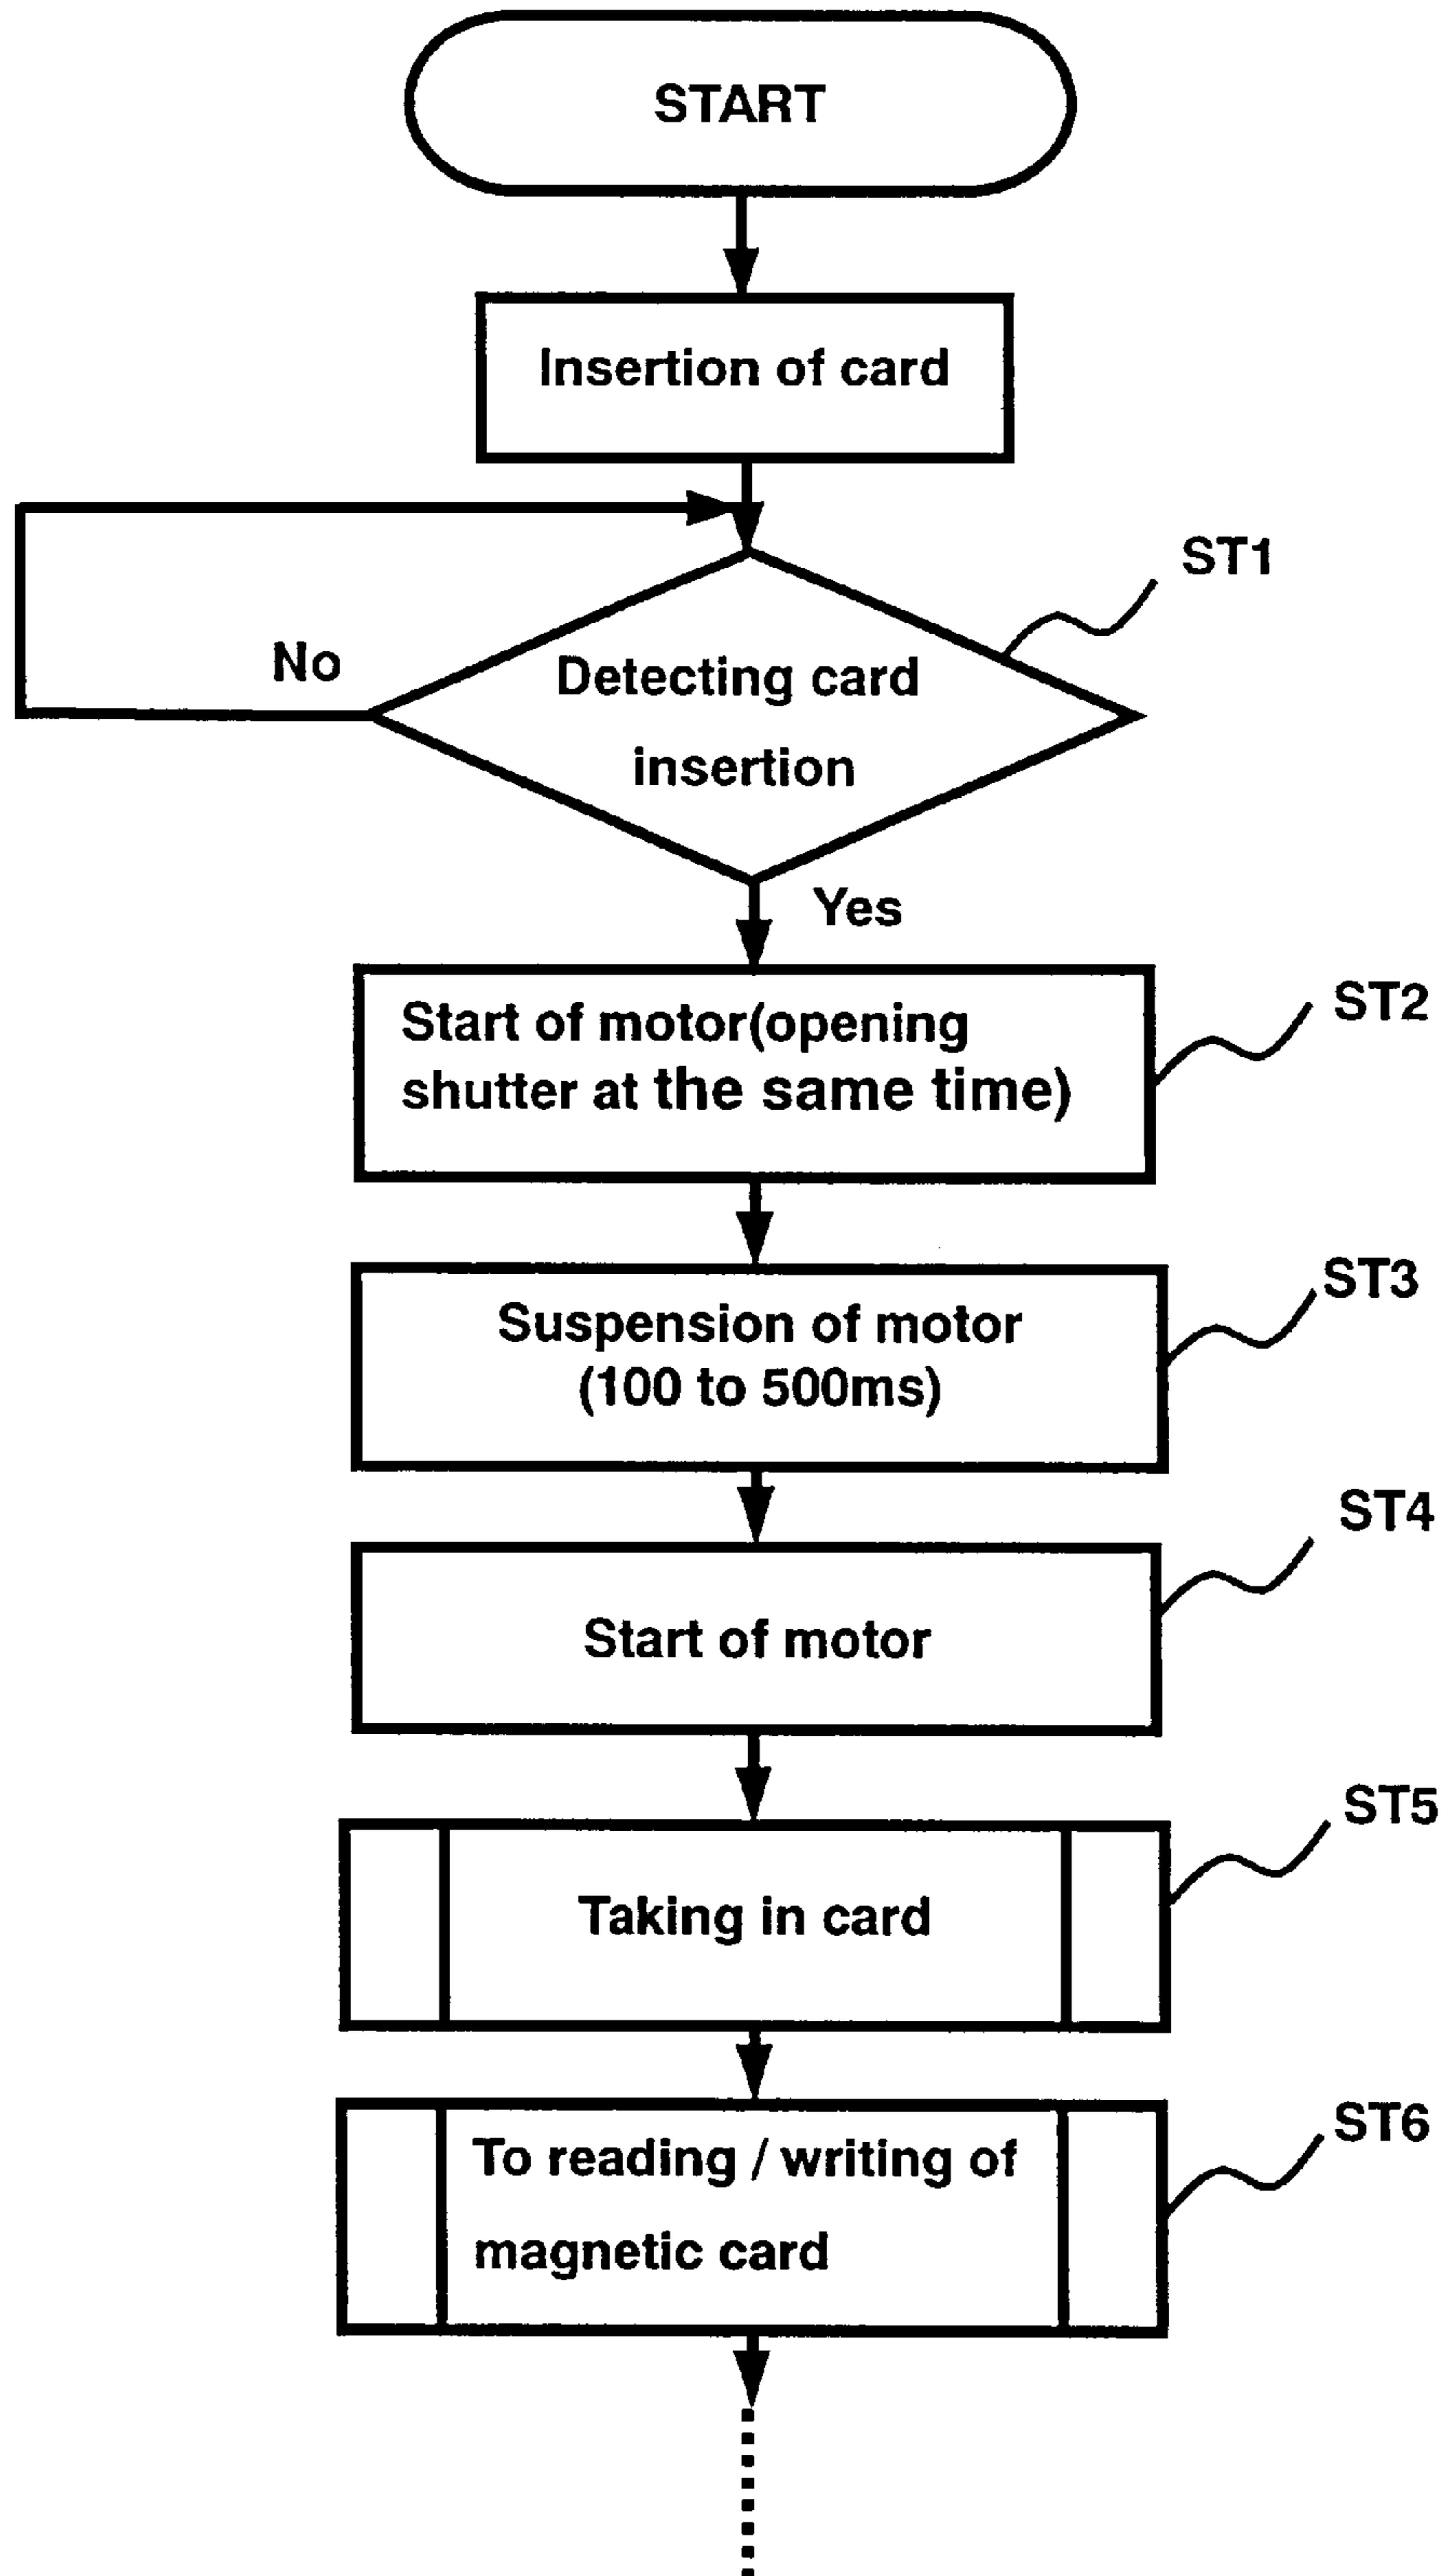 START
Insertion of card
ST1
No
Detecting card
insertion
Yes
ST2
Start of motor(opening
shutter at the same time)
ST3
Suspension of motor
(100 to 500ms)
ST4
Start of motor
ST5
Taking in card
ST6
To reading / writing of
magnetic card